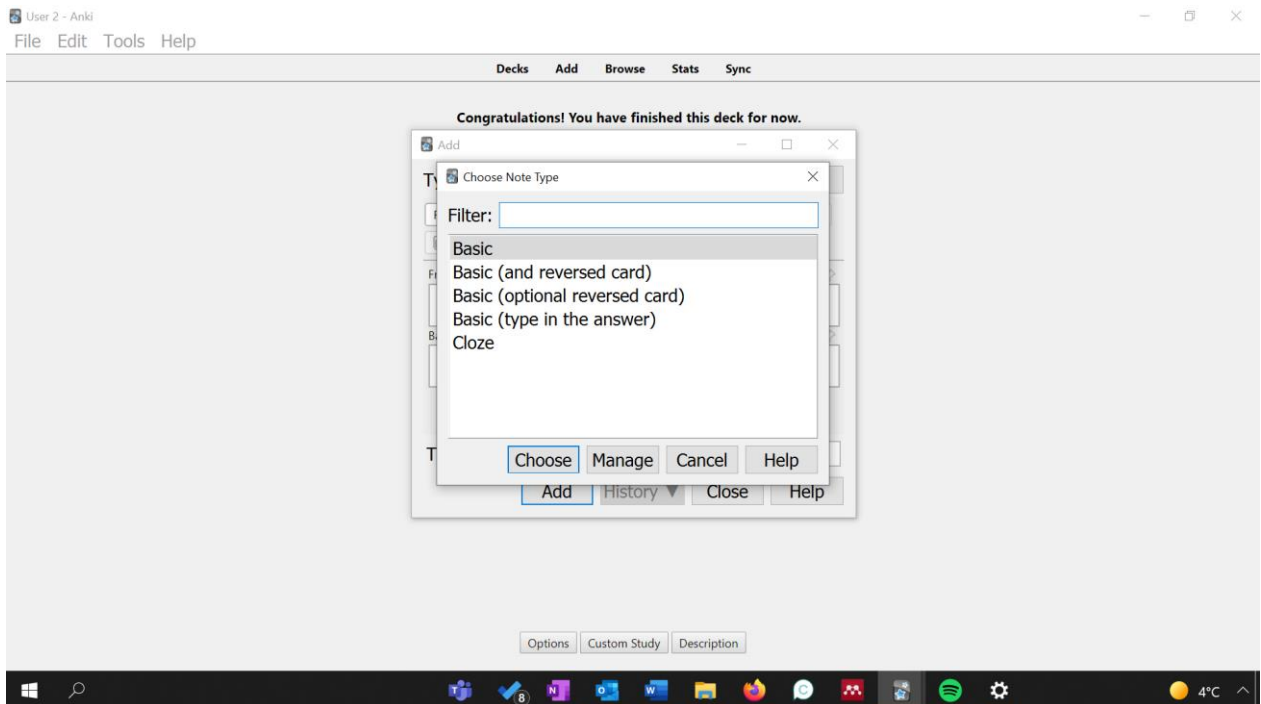 User 2 - Anki
File Edit Tools Help
Decks Add Browse Stats Sync
Congratulations! You have finished this deck for now.
Add
Choose Note Type
Filter:
Basic
Basic (and reversed card)
Basic (optional reversed card)
Basic (type in the answer)
Cloze
Choose Manage Cancel Help
Add History ▼ Close Help
Options Custom Study Description
8
4°C